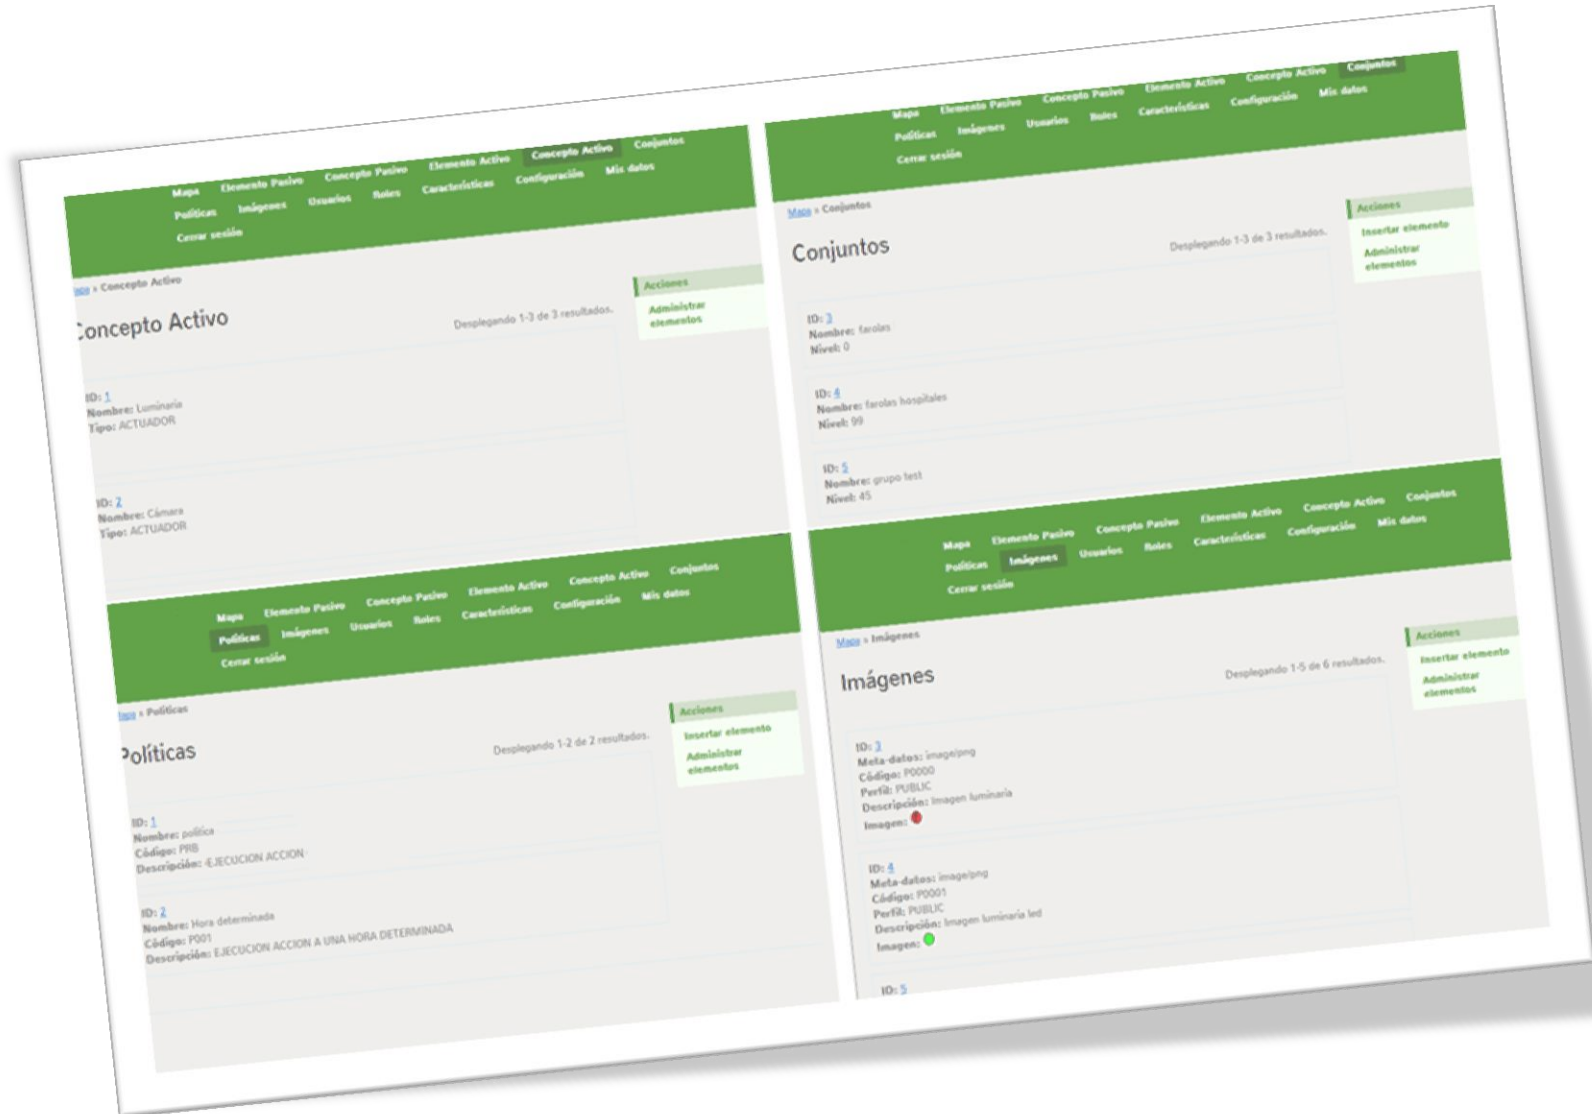 Mapa Elemento Pasivo Concepto Pasivo Elemento Activo Concepto Activo Conjuntos
Políticas Imágenes Usuarios Roles Características Configuración Mis datos
Cerrar sesión
» Concepto Activo
Concepto Activo
Desplegando 1-3 de 3 resultados.
Acciones
Administrar
elementos
ID: 1
Nombre: Luminaria
Tipo: ACTUADOR
ID: 2
Nombre: Cámara
Tipo: ACTUADOR
Mapa Elemento Pasivo Concepto Pasivo Elemento Activo Concepto Activo Conjuntos
Políticas Imágenes Usuarios Roles Características Configuración Mis datos
Cerrar sesión
Mapa » Conjuntos
Conjuntos
Desplegando 1-3 de 3 resultados.
Acciones
Insertar elemento
Administrar
elementos
ID: 3
Nombre: farolas
Nivel: 0
ID: 4
Nombre: farolas hospitales
Nivel: 99
ID: 5
Nombre: grupo test
Nivel: 45
Mapa Elemento Pasivo Concepto Pasivo Elemento Activo Concepto Activo Conjuntos
Políticas Imágenes Usuarios Roles Características Configuración Mis datos
Cerrar sesión
» Políticas
Políticas
Desplegando 1-2 de 2 resultados.
Acciones
Insertar elemento
Administrar
elementos
ID: 1
Nombre: política
Código: PRB
Descripción: -EJECUCION ACCION-
ID: 2
Nombre: Hora determinada
Código: P001
Descripción: EJECUCION ACCION A UNA HORA DETERMINADA
Mapa Elemento Pasivo Concepto Pasivo Elemento Activo Concepto Activo Conjuntos
Políticas Imágenes Usuarios Roles Características Configuración Mis datos
Cerrar sesión
Mapa » Imágenes
Imágenes
Desplegando 1-5 de 6 resultados.
Acciones
Insertar elemento
Administrar
elementos
ID: 3
Meta-datos: image/png
Código: P0000
Perfil: PUBLIC
Descripción: Imagen luminaria
Imagen:
ID: 4
Meta-datos: image/png
Código: P0001
Perfil: PUBLIC
Descripción: Imagen luminaria led
Imagen:
ID: 5